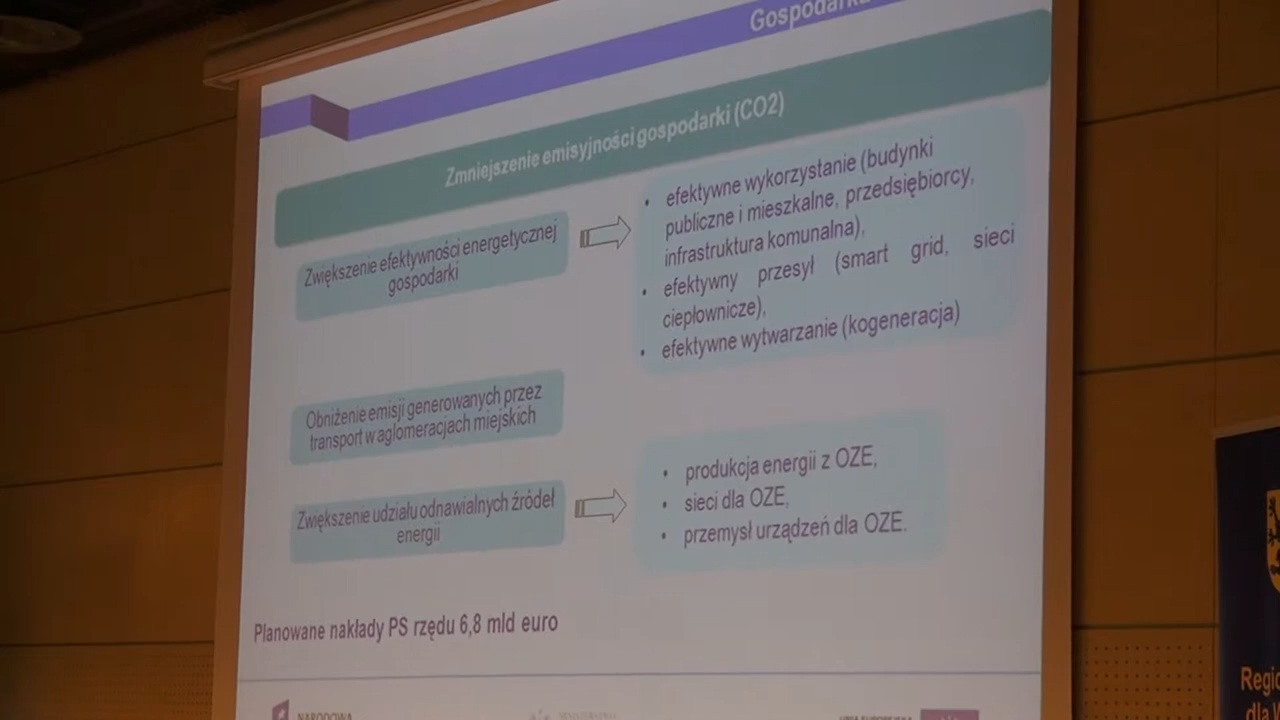 Gospodarka
Zmniejszenie emisyjności gospodarki (CO2)
Zwiększenie efektywności energetycznej
gospodarki
• efektywne wykorzystanie (budynki
publiczne i mieszkalne, przedsiębiorcy,
infrastruktura komunalna),
• efektywny przesył (smart grid, sieci
ciepłownicze),
• efektywne wytwarzanie (kogeneracja)
Obniżenie emisji generowanych przez
transport w aglomeracjach miejskich
Zwiększenie udziału odnawialnych źródeł
energii
• produkcja energii z OZE,
• sieci dla OZE,
• przemysł urządzeń dla OZE.
Planowane nakłady PS rzędu 6,8 mld euro
NARODOWA
UNIA EUROPEJSKA
Regio
dla W